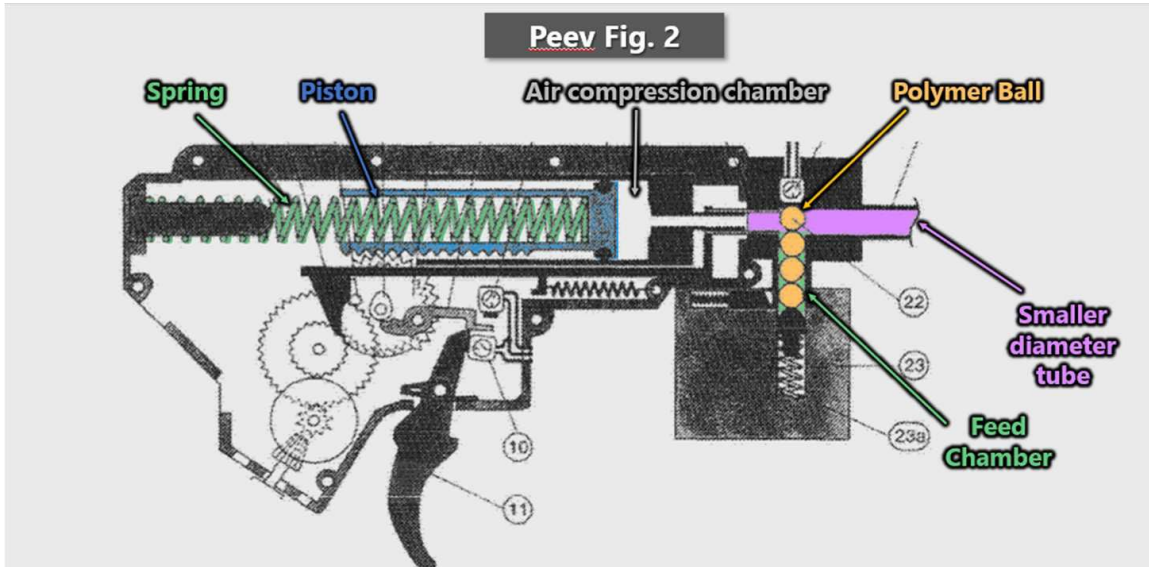 Peev Fig. 2
Spring
Piston
Air compression chamber
Polymer Ball
22
Smaller
diameter
tube
23
23a
10
Feed
Chamber
11